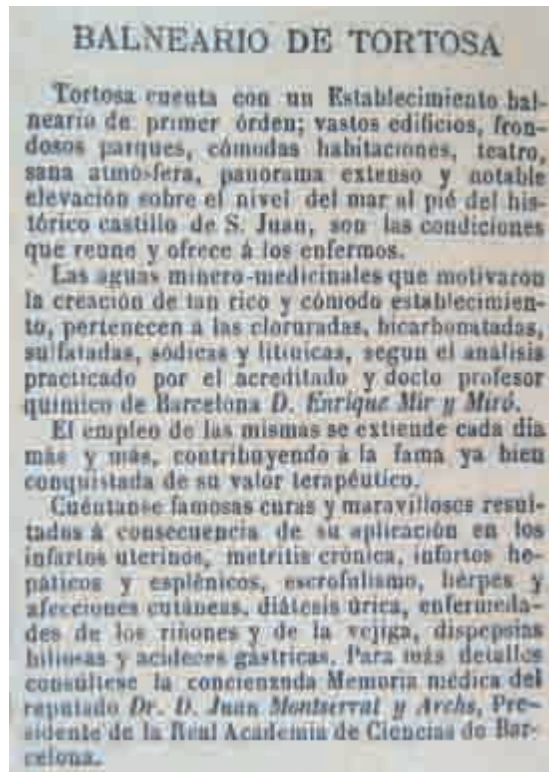 BALNEARIO DE TORTOSA
Tortosa cuenta con un Establecimiento bal-
neario de primer órden; vastos edificios, fron-
dosos parques, cómodas habitaciones, teatro,
sana atmósfera, panorama extenso y notable
elevación sobre el nivel del mar al pié del his-
tórico castillo de S. Juan, son las condiciones
que reune y ofrece á los enfermos.
Las aguas minero-medicinales que motivaron
la creación de tan rico y cómodo establecimien-
to, pertenecen a las cloruradas, bicarbonatadas,
sulfatadas, sódicas y litínicas, segun el análisis
practicado por el acreditado y docto profesor
químico de Barcelona D. Enrique Mir y Miró.
El empleo de las mismas se extiende cada dia
más y más, contribuyendo á la fama ya bien
conquistada de su valor terapéutico.
Cuéntanse famosas curas y maravillosos resul-
tados á consecuencia de su aplicación en los
infartos uterinos, metritis crónica, infartos he-
páticos y esplénicos, escrofulismo, hérpes y
afecciones cutáneas, diátesis úrica, enfermeda-
des de los riñones y de la vejiga, dispepsias
biliosas y acideces gástricas. Para más detalles
consúltese la concienzuda Memoria médica del
reputado Dr. D. Juan Montserrat y Archs, Pre-
sidente de la Real Academia de Ciencias de Bar-
celona.